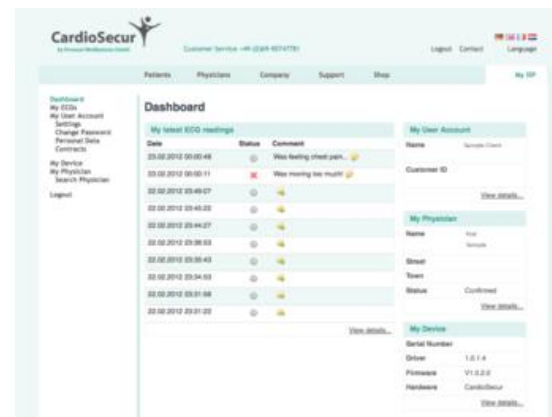 CardioSecur
Customer Service
Logout Contact Language
Patients Physicians Company Support Shop My ISP
Dashboard
My ECGs
My User Account
Settings
Change Password
Personal Data
Contracts
My Device
My Physician
Search Physician
Logout
Dashboard
My latest ECG readings
Date Status Comment
23.02.2012 00:00:48 Was feeling chest pain...
23.02.2012 00:00:11 Was moving too much!
22.02.2012 23:49:07
22.02.2012 23:45:22
22.02.2012 23:44:27
22.02.2012 23:38:53
22.02.2012 23:35:43
22.02.2012 23:34:53
22.02.2012 23:31:58
22.02.2012 23:31:22
View details...
My User Account
Name Sample Client
Customer ID
View details...
My Physician
Name
Sample
Street
Town
Status Confirmed
View details...
My Device
Serial Number
Driver 1.0.1.4
Firmware V1.0.2.0
Hardware CardioSecur
View details...